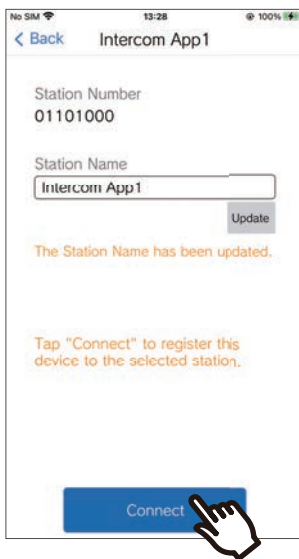 No SIM 13:28 100%
Back Intercom App1
Station Number
01101000
Station Name
Intercom App1
Update
The Station Name has been updated.
Tap "Connect" to register this
device to the selected station.
Connect